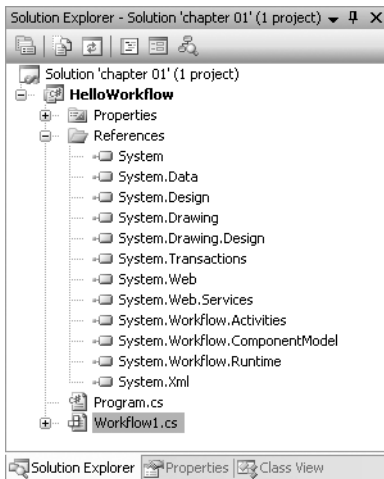 Solution Explorer - Solution 'chapter 01' (1 project)
Solution 'chapter 01' (1 project)
HelloWorkflow
Properties
References
System
System.Data
System.Design
System.Drawing
System.Drawing.Design
System.Transactions
System.Web
System.Web.Services
System.Workflow.Activities
System.Workflow.ComponentModel
System.Workflow.Runtime
System.Xml
Program.cs
Workflow1.cs
Solution Explorer Properties Class View